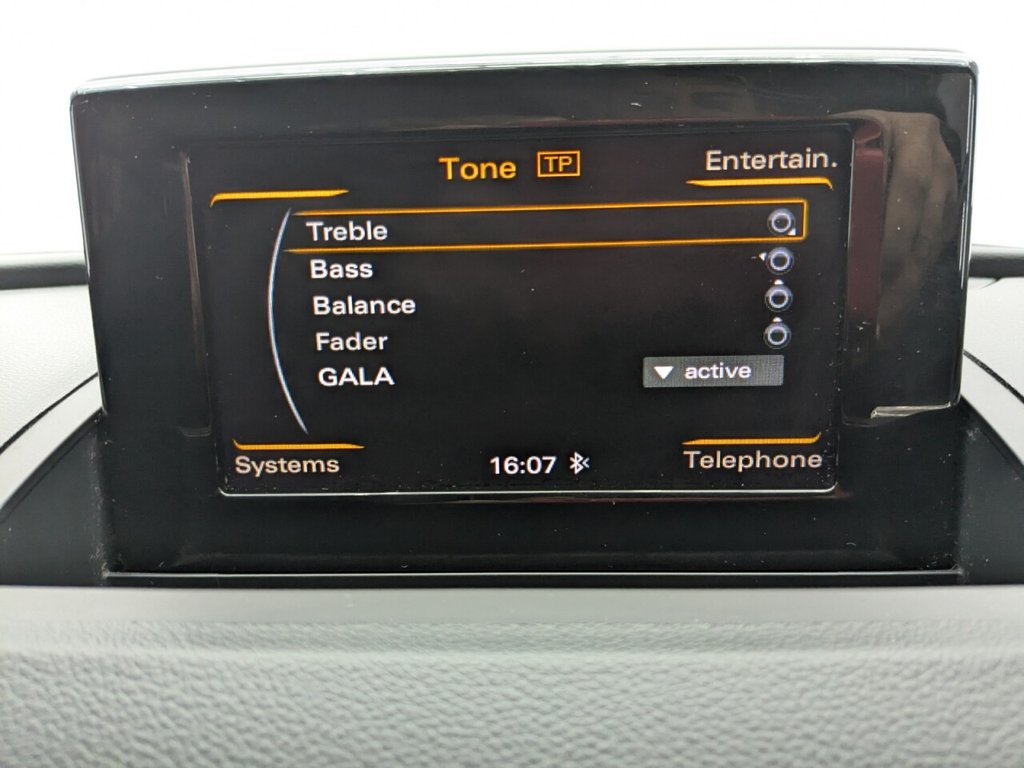 Tone TP
Entertain.
Treble
Bass
Balance
Fader
GALA
active
Systems
16:07
Telephone